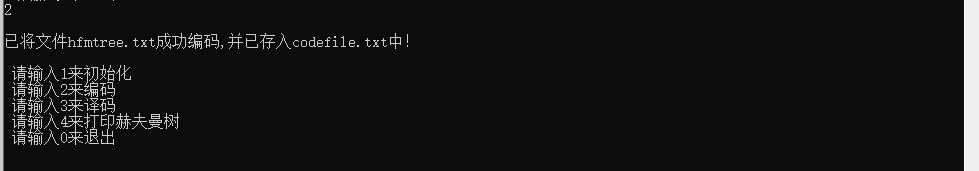 2
已将文件hfmtree.txt成功编码,并已存入codefile.txt中!
请输入1来初始化
请输入2来编码
请输入3来译码
请输入4来打印赫夫曼树
请输入0来退出